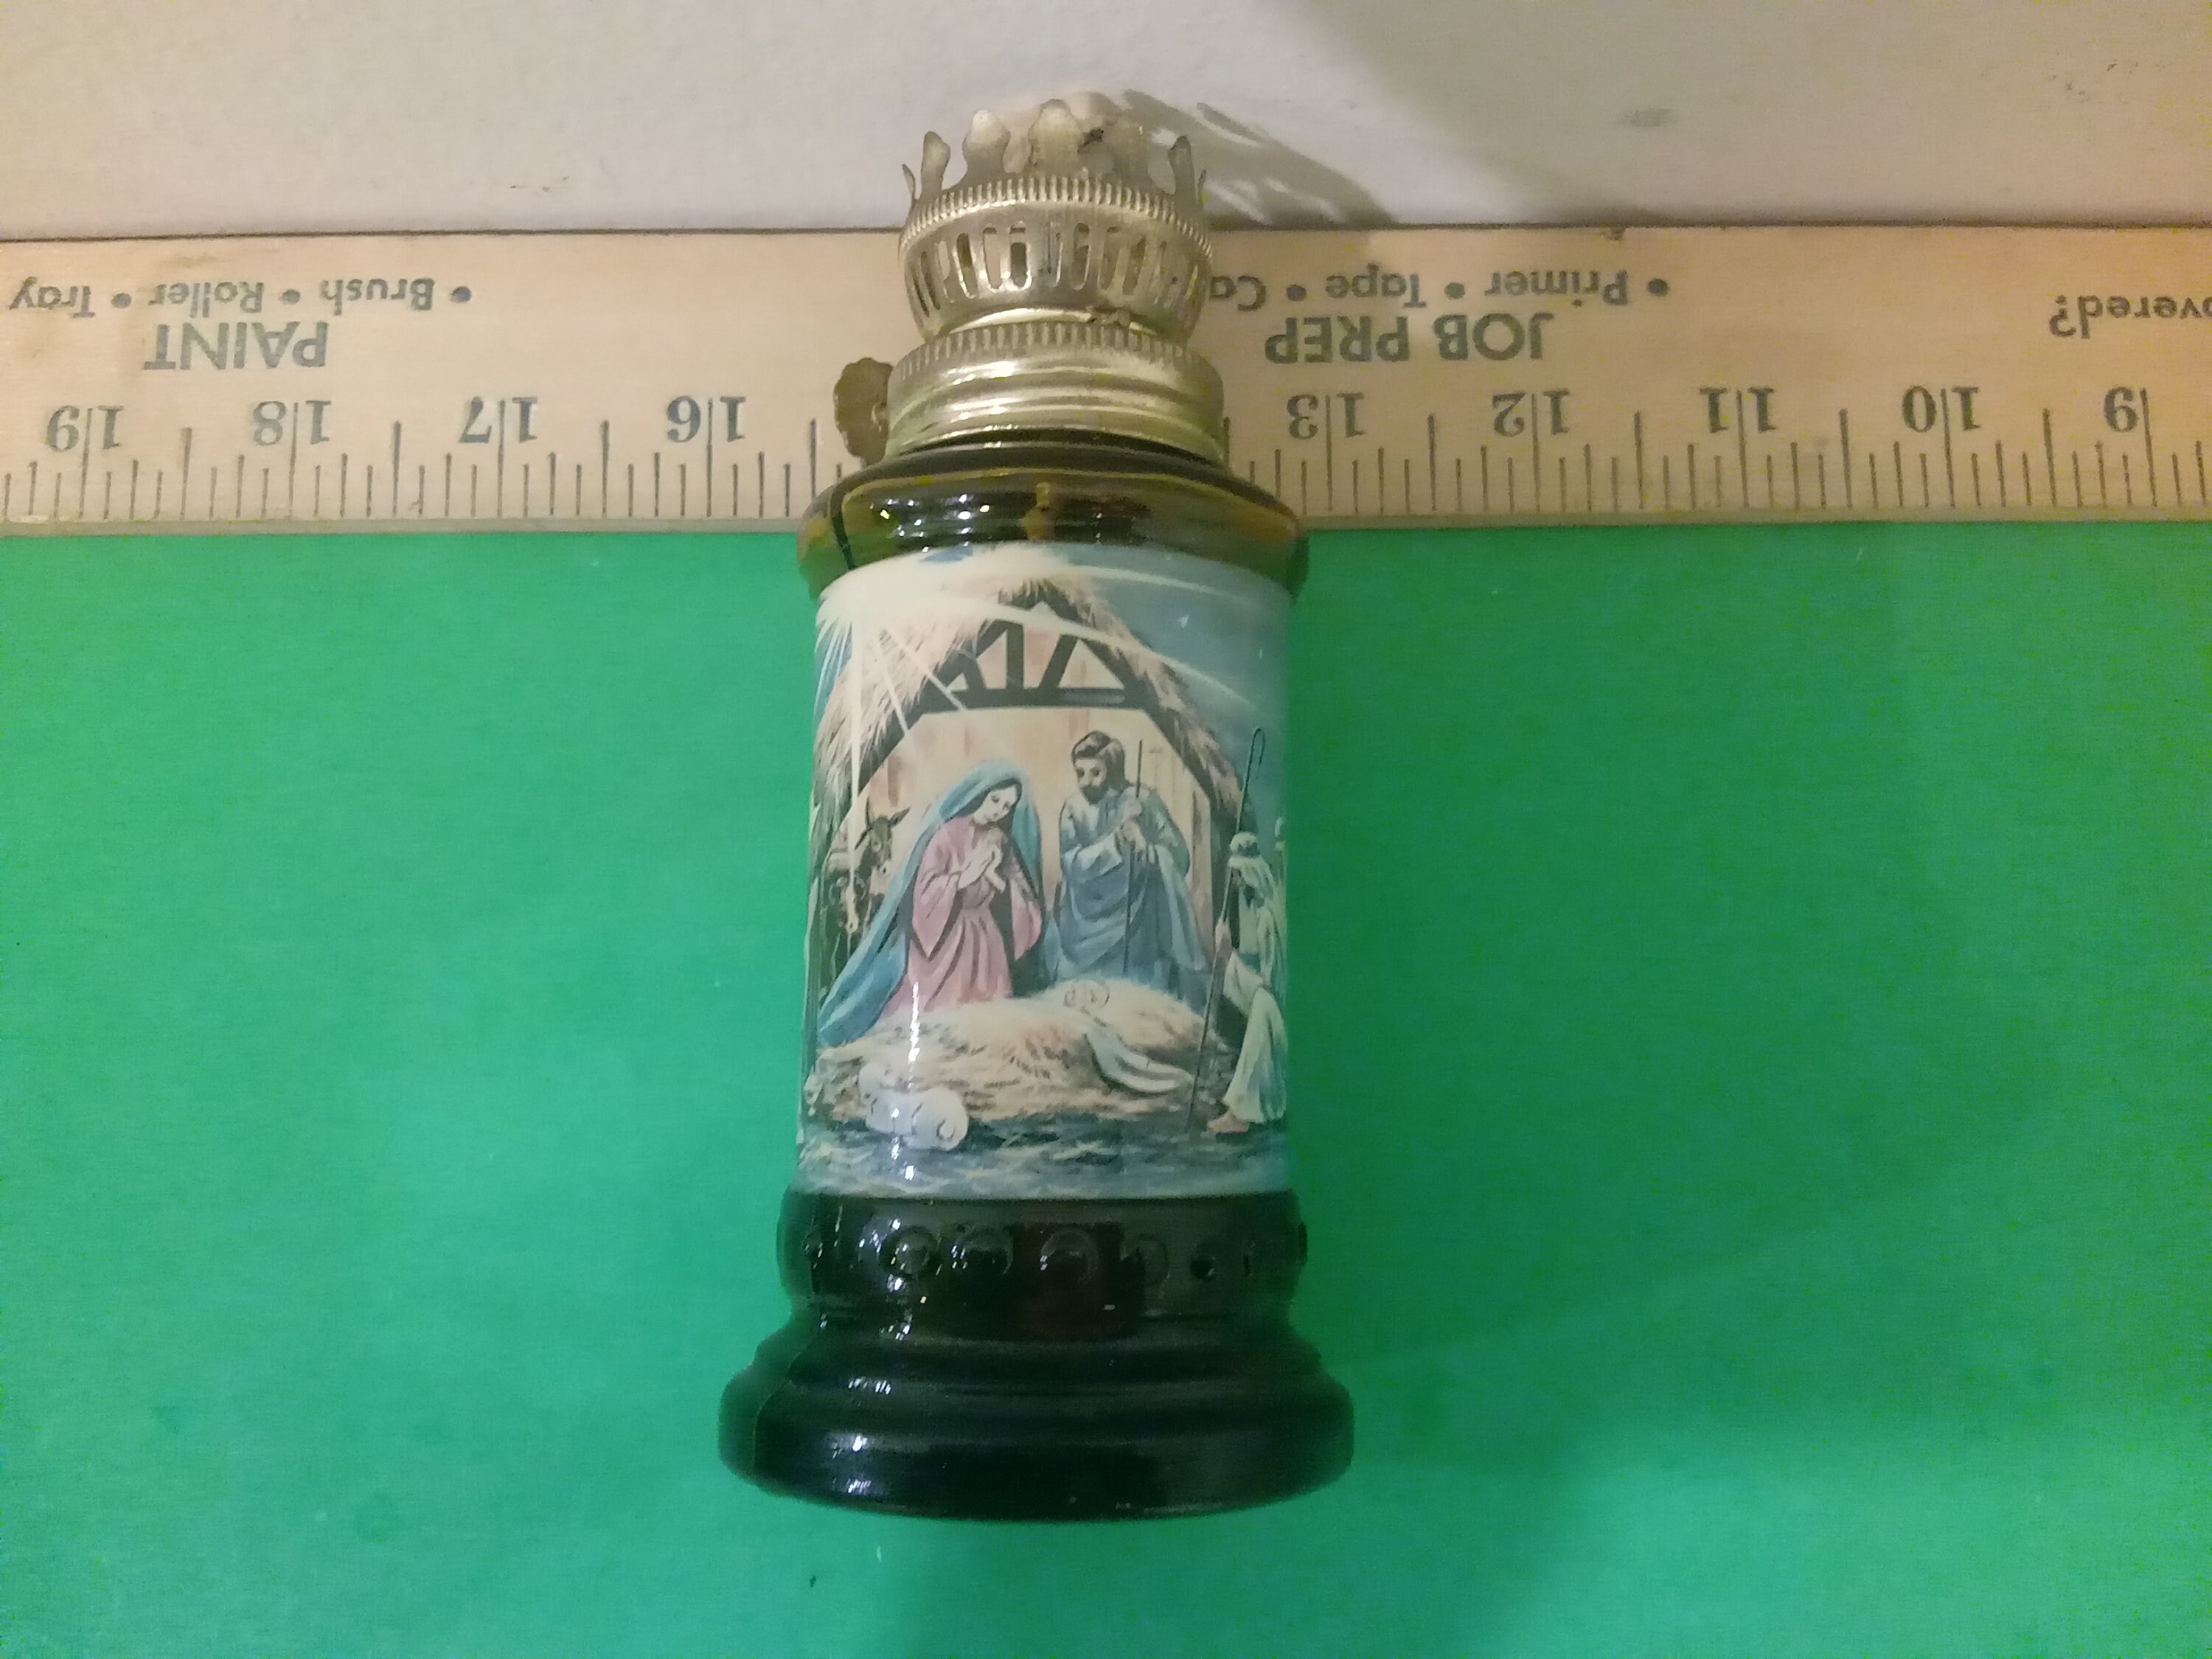 9 10 11 12 13 16 17 18 19
overed?
JOB PREP
• Primer • Tape • Ca
PAINT
• Brush • Roller • Tray